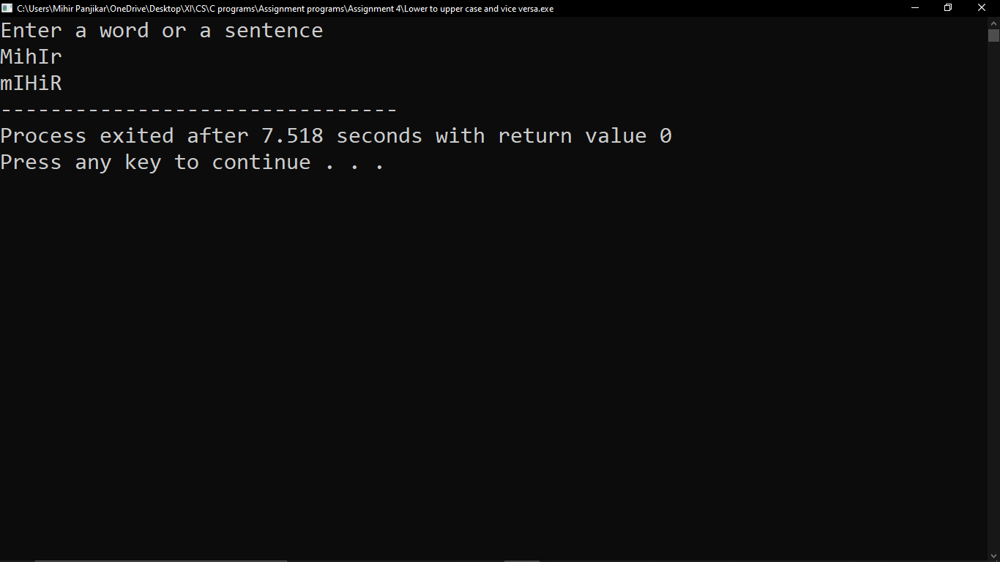 C:\Users\Mihir Panjikar\OneDrive\Desktop\XI\CS\C programs\Assignment programs\Assignment 4\Lower to upper case and vice versa.exe
Enter a word or a sentence
MihIr
mIHiR
--------------------------------
Process exited after 7.518 seconds with return value 0
Press any key to continue . . .